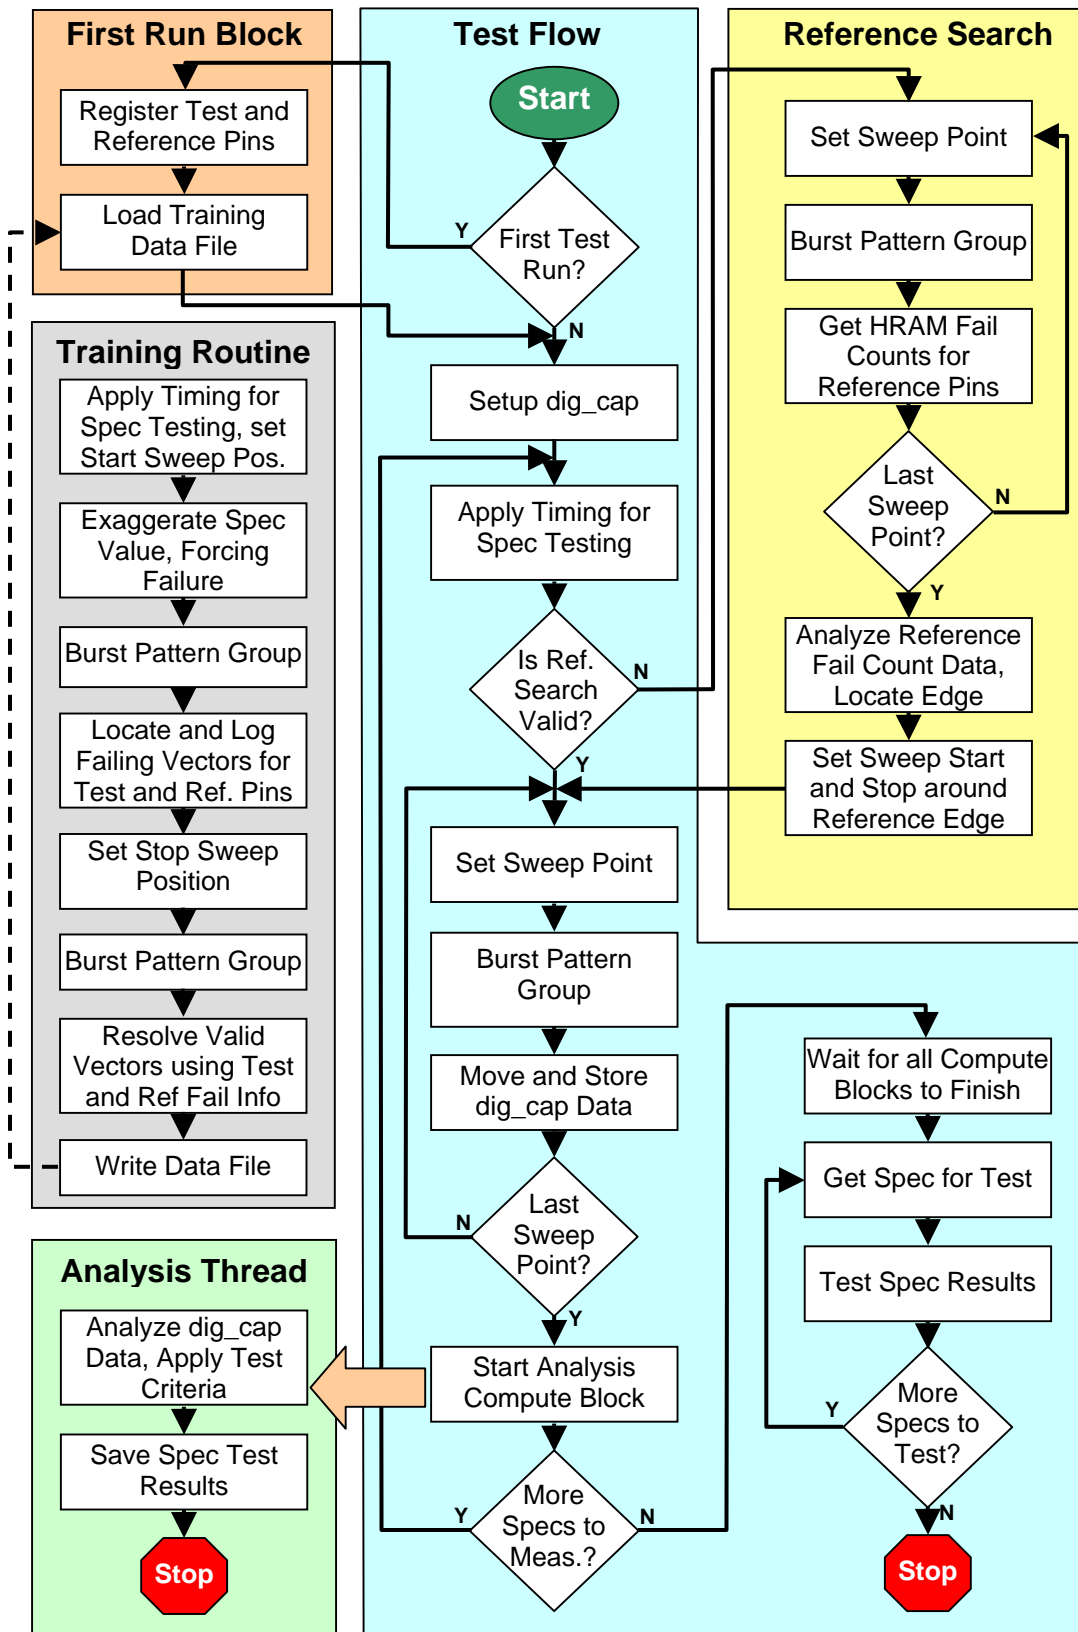 First Run Block
Register Test and
Reference Pins
Load Training
Data File
Training Routine
Apply Timing for
Spec Testing, set
Start Sweep Pos.
Exaggerate Spec
Value, Forcing
Failure
Burst Pattern Group
Locate and Log
Failing Vectors for
Test and Ref. Pins
Set Stop Sweep
Position
Burst Pattern Group
Resolve Valid
Vectors using Test
and Ref Fail Info
Write Data File
Analysis Thread
Analyze dig_cap
Data, Apply Test
Criteria
Save Spec Test
Results
Stop
Test Flow
Start
First Test
Run?
Y
N
Setup dig_cap
Apply Timing for
Spec Testing
Is Ref.
Search
Valid?
N
Y
Set Sweep Point
Burst Pattern
Group
Move and Store
dig_cap Data
Last
Sweep
Point?
N
Y
Start Analysis
Compute Block
More
Specs to
Meas.?
Y
N
Reference Search
Set Sweep Point
Burst Pattern Group
Get HRAM Fail
Counts for
Reference Pins
Last
Sweep
Point?
N
Y
Analyze Reference
Fail Count Data,
Locate Edge
Set Sweep Start
and Stop around
Reference Edge
Wait for all Compute
Blocks to Finish
Get Spec for Test
Test Spec Results
More
Specs to
Test?
Y
N
Stop